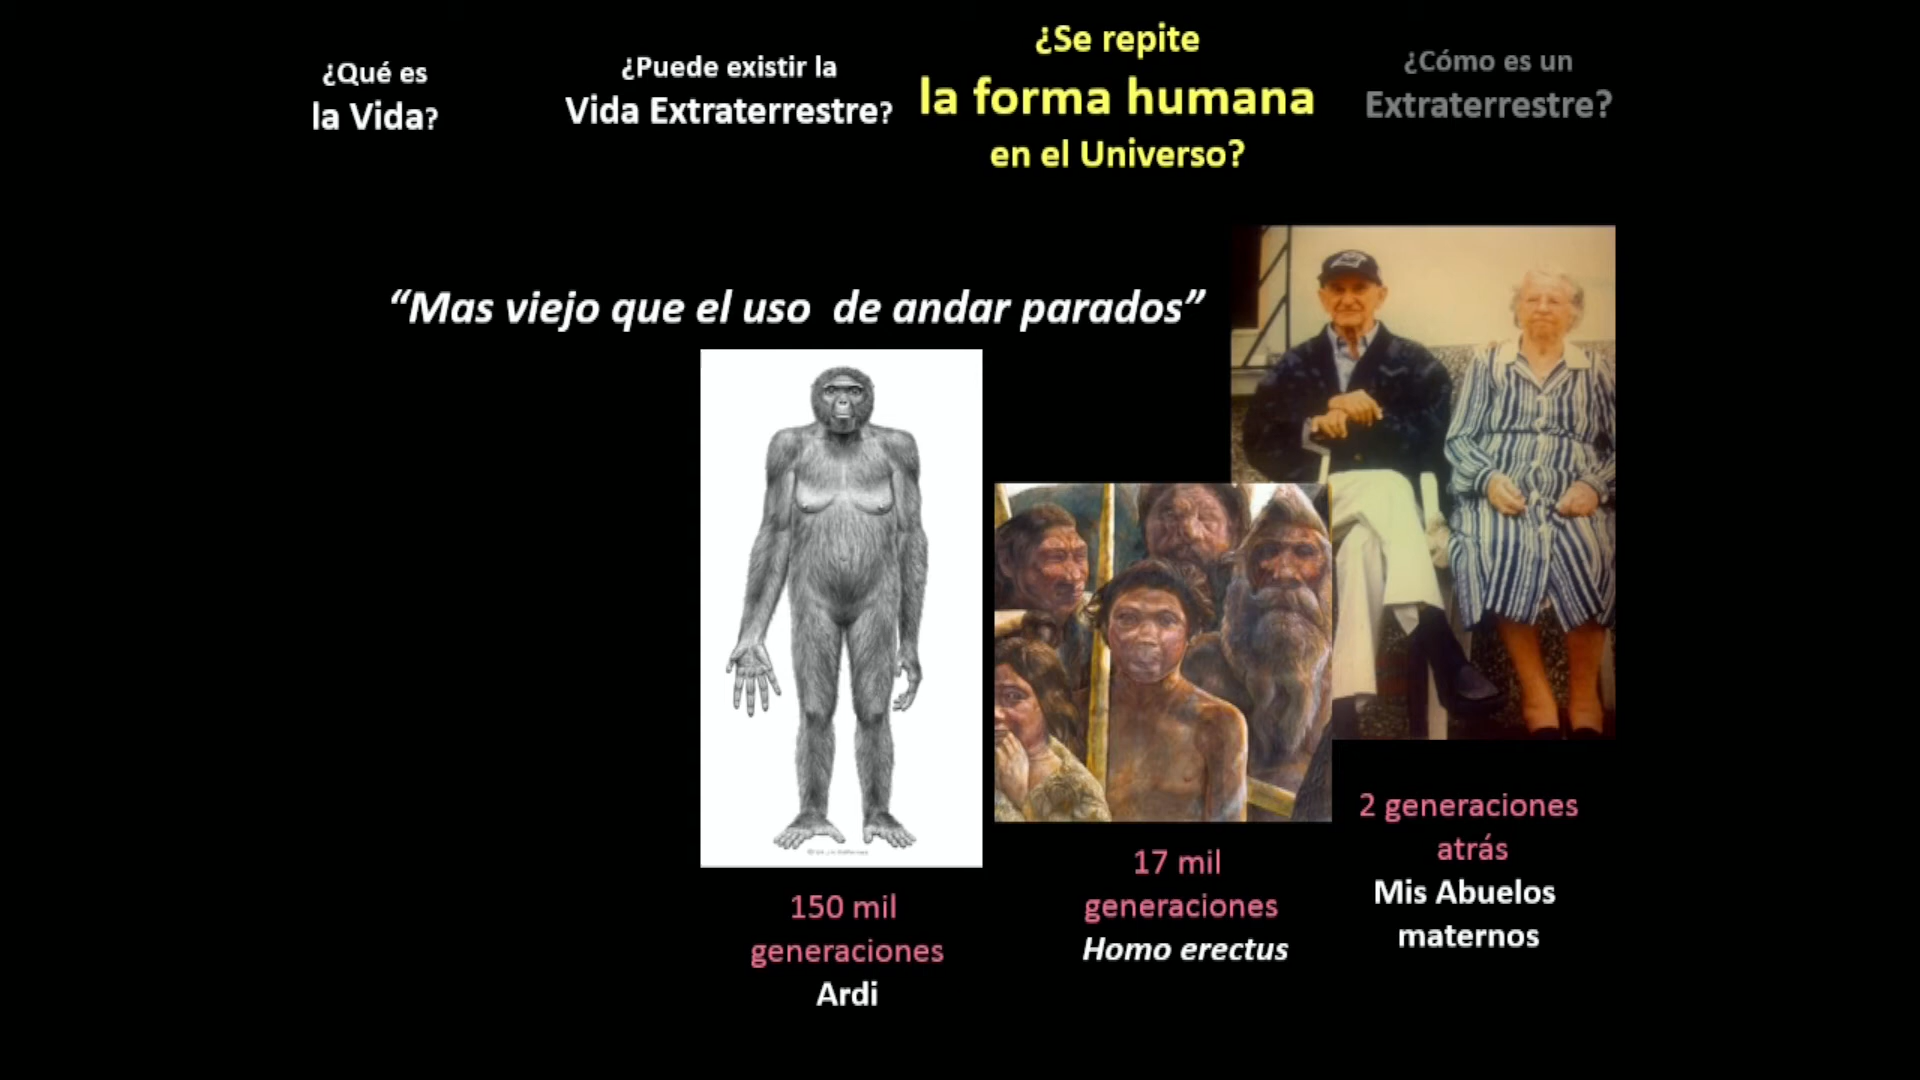 ¿Qué es
la Vida?
¿Puede existir la
Vida Extraterrestre?
¿Se repite
la forma humana
en el Universo?
¿Cómo es un
Extraterrestre?
“Mas viejo que el uso  de andar parados”
150 mil
generaciones
Ardi
17 mil
generaciones
Homo erectus
2 generaciones
atrás
Mis Abuelos
maternos